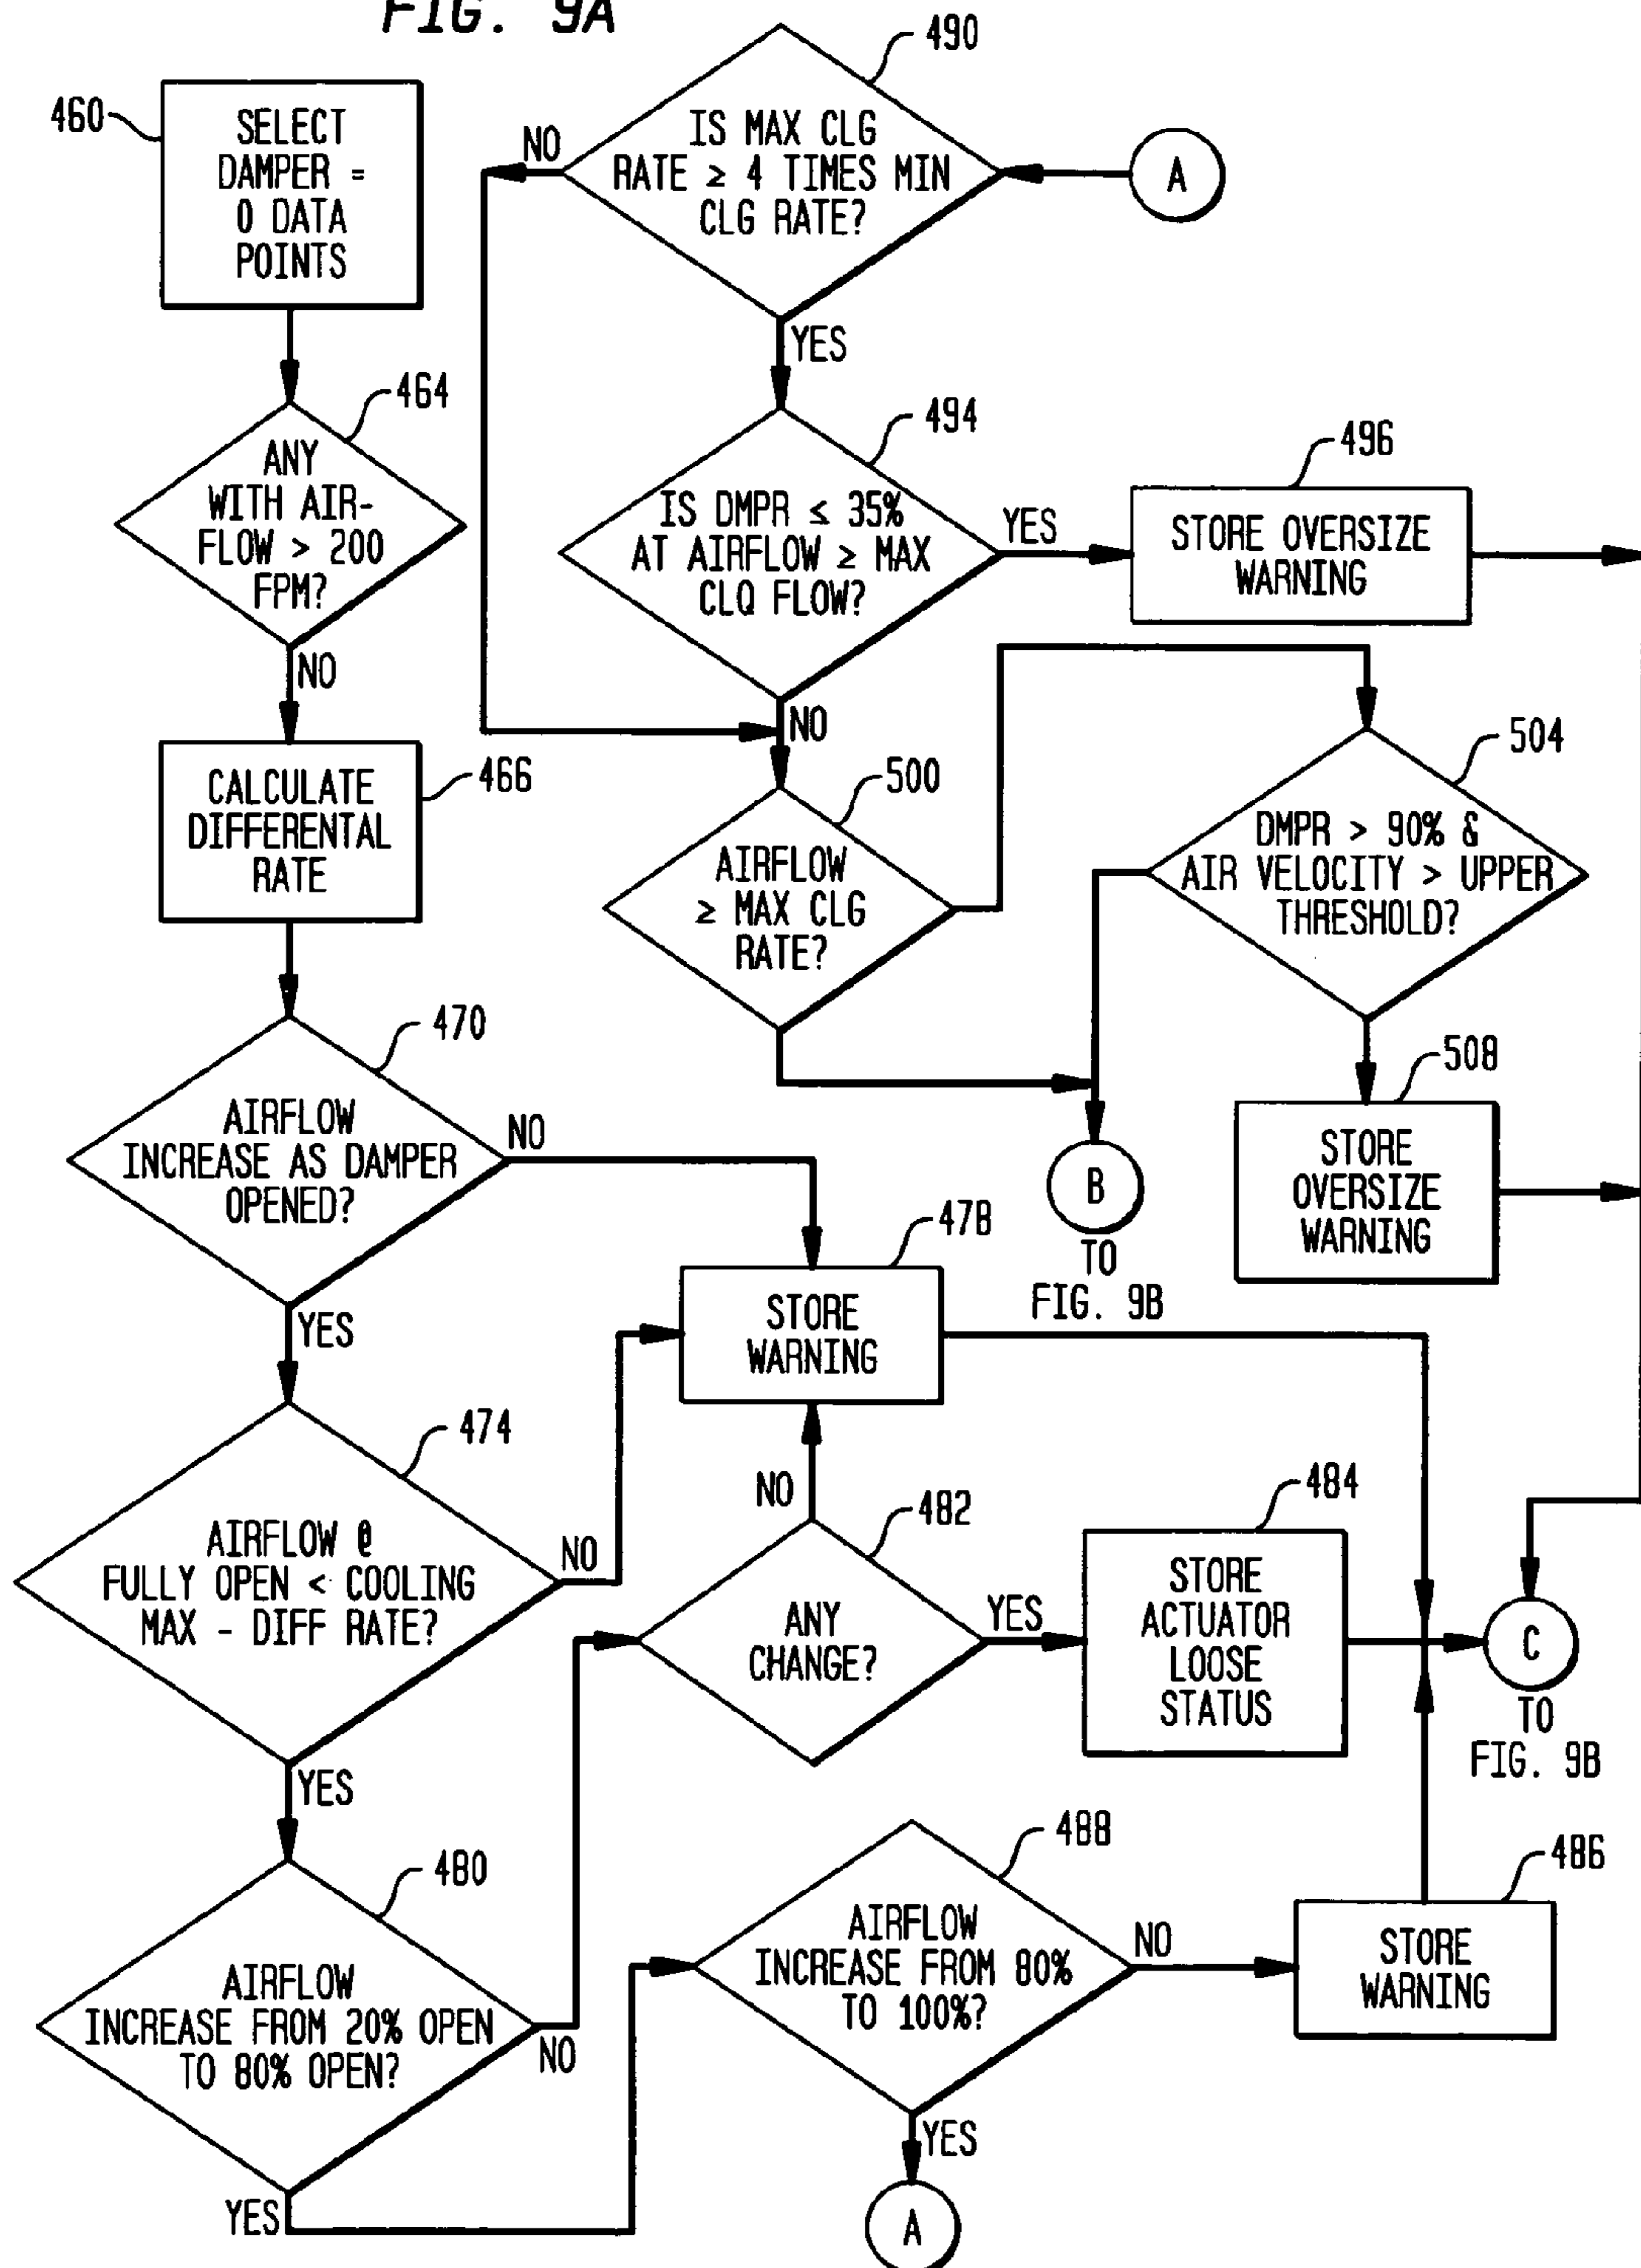 FIG. 9A
460
SELECT
DAMPER =
0 DATA
POINTS
464
ANY
WITH AIR-
FLOW > 200
FPM?
NO
CALCULATE
DIFFERENTAL
RATE
466
470
AIRFLOW
INCREASE AS DAMPER
OPENED?
NO
YES
474
AIRFLOW @
FULLY OPEN < COOLING
MAX - DIFF RATE?
NO
YES
480
AIRFLOW
INCREASE FROM 20% OPEN
TO 80% OPEN?
NO
YES
490
IS MAX CLG
RATE ≥ 4 TIMES MIN
CLG RATE?
NO
A
YES
494
IS DMPR ≤ 35%
AT AIRFLOW ≥ MAX
CLQ FLOW?
YES
496
STORE OVERSIZE
WARNING
NO
500
AIRFLOW
≥ MAX CLG
RATE?
504
DMPR > 90% &
AIR VELOCITY > UPPER
THRESHOLD?
508
STORE
OVERSIZE
WARNING
B
TO
FIG. 9B
478
STORE
WARNING
NO
482
ANY
CHANGE?
YES
484
STORE
ACTUATOR
LOOSE
STATUS
C
TO
FIG. 9B
488
AIRFLOW
INCREASE FROM 80%
TO 100%?
NO
486
STORE
WARNING
YES
A